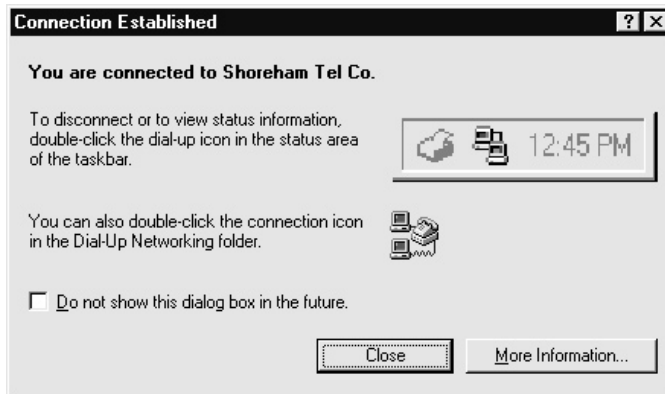 Connection Established
? X
You are connected to Shoreham Tel Co.
To disconnect or to view status information,
double-click the dial-up icon in the status area
of the taskbar.
12:45 PM
You can also double-click the connection icon
in the Dial-Up Networking folder.
Do not show this dialog box in the future.
Close
More Information...